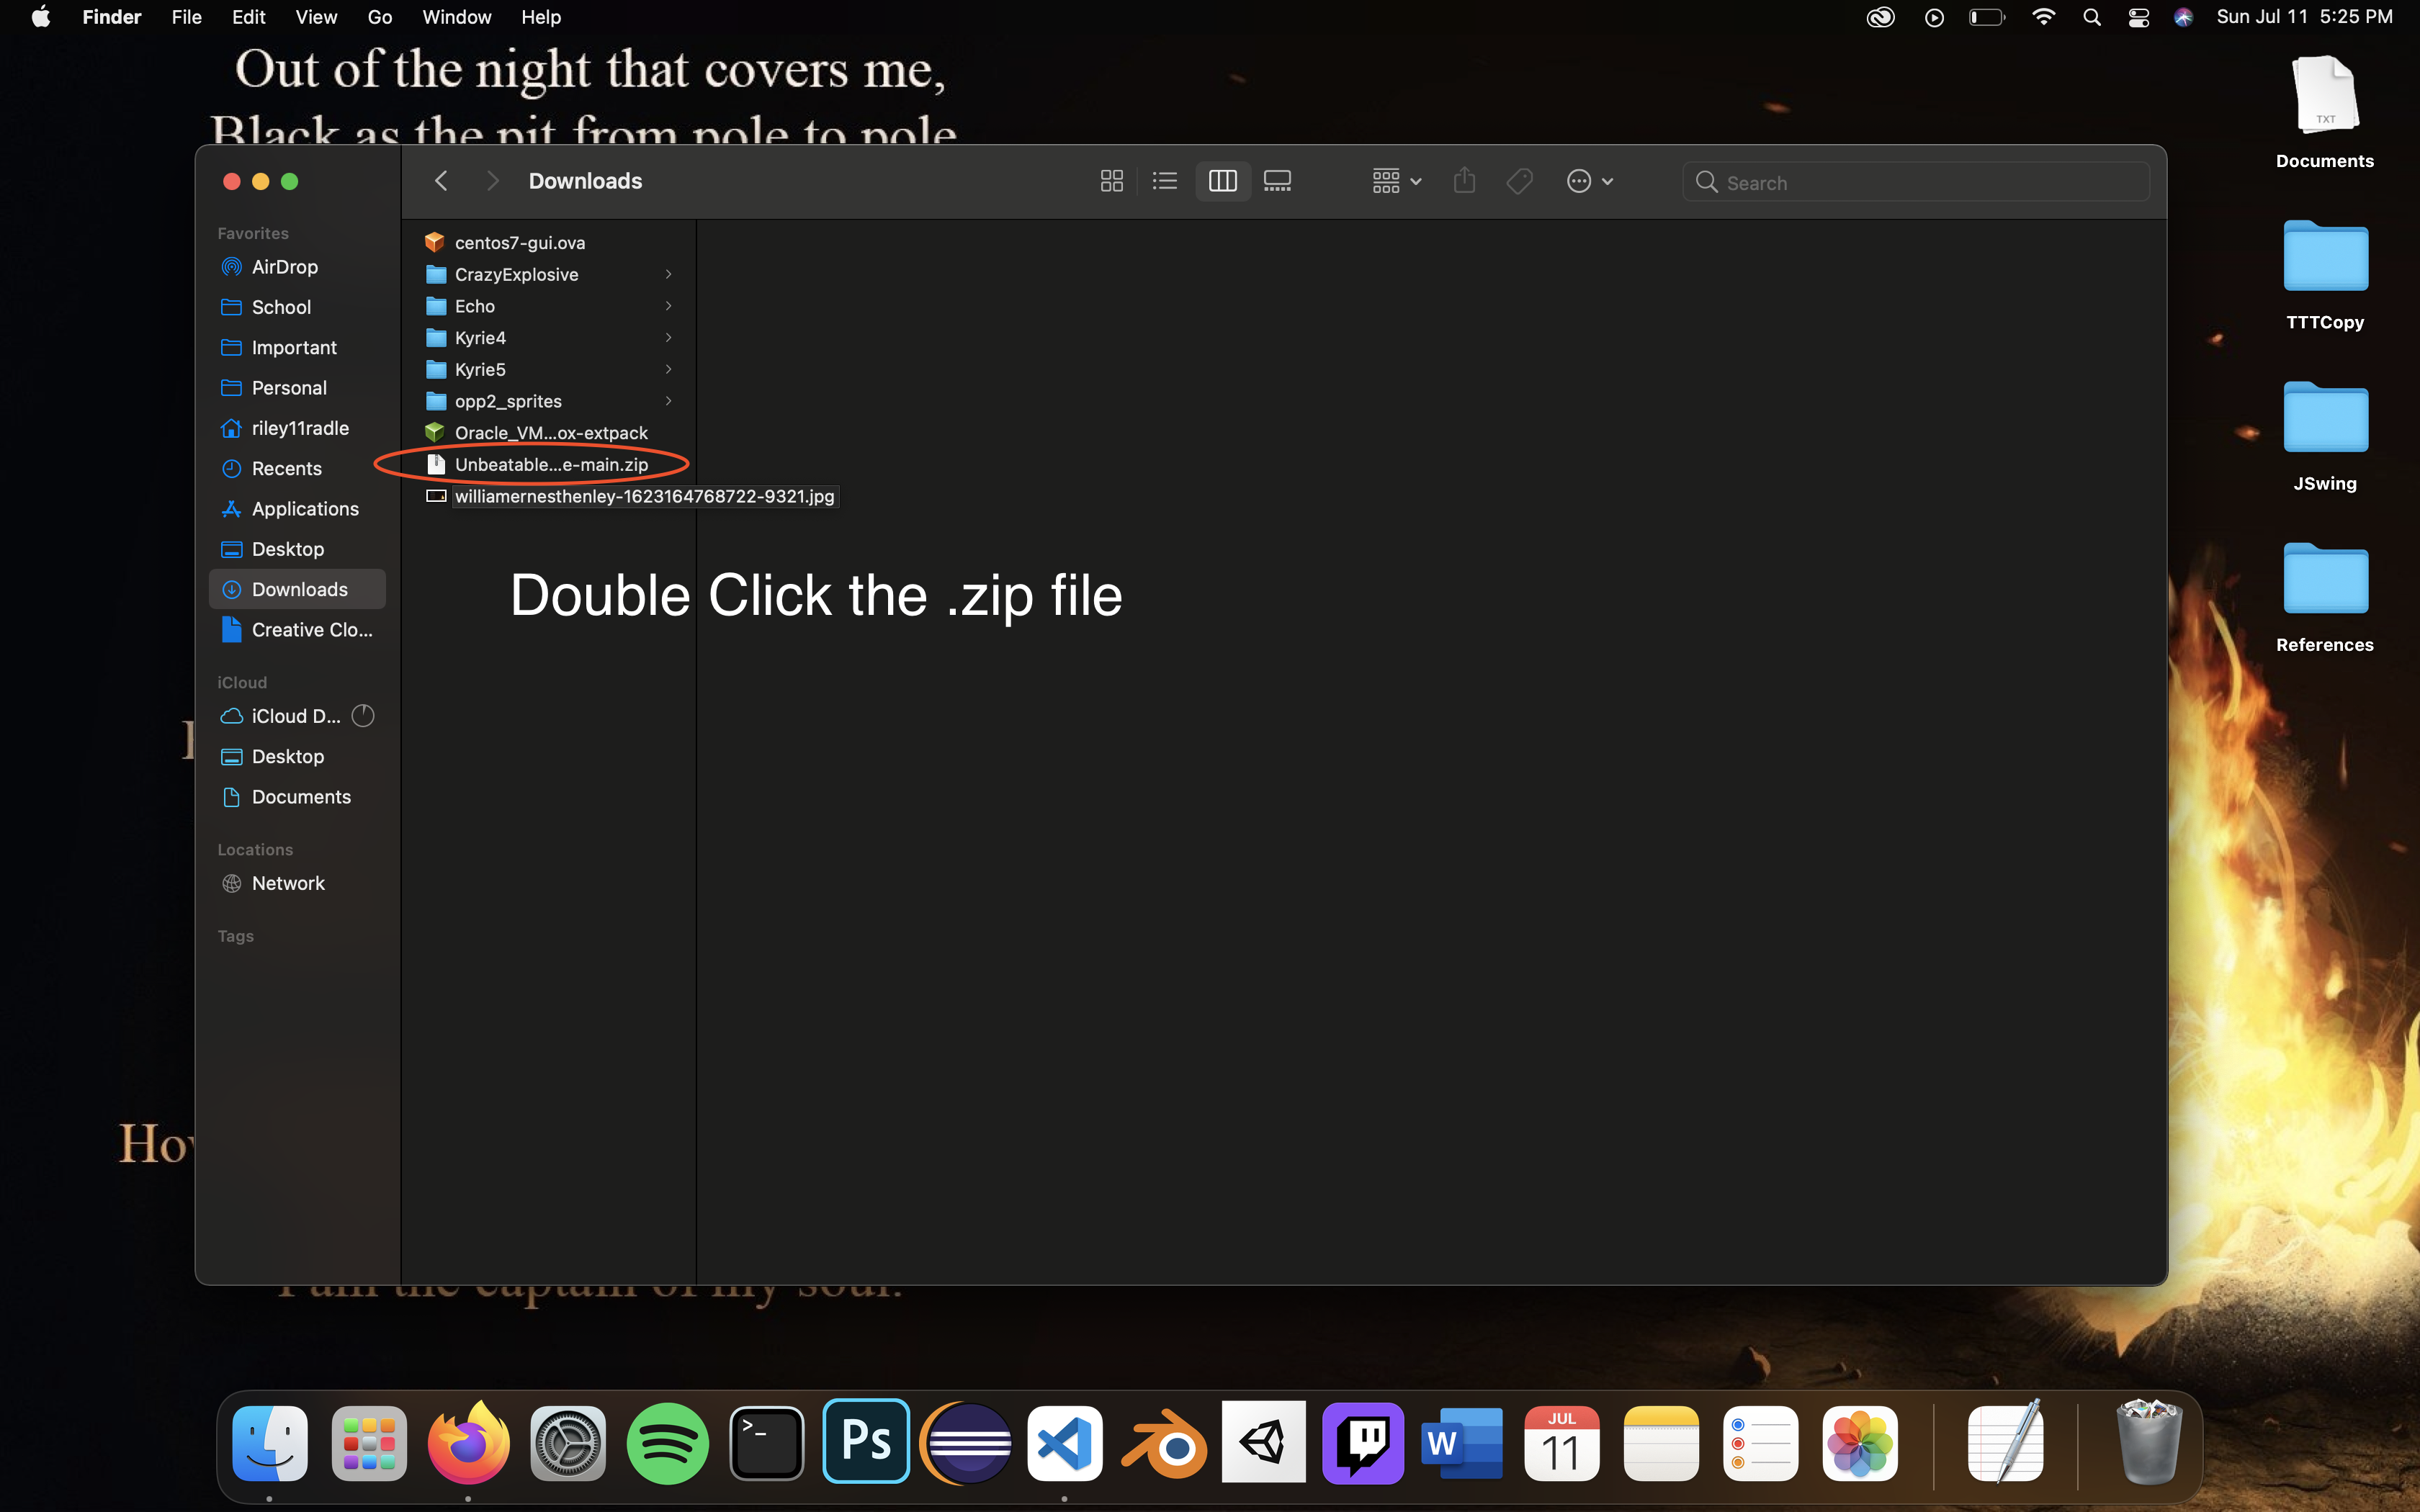 Finder File Edit View Go Window Help Sun Jul 11 5:25 PM
Out of the night that covers me,
Black as the pit from pole to pole
Downloads
Search
Favorites
AirDrop
School
Important
Personal
riley11radle
Recents
Applications
Desktop
Downloads
Creative Clo...
iCloud
iCloud D...
Desktop
Documents
Locations
Network
Tags
centos7-gui.ova
CrazyExplosive
Echo
Kyrie4
Kyrie5
opp2_sprites
Oracle_VM...ox-extpack
Unbeatable...e-main.zip
williamernesthenley-1623164768722-9321.jpg
Double Click the .zip file
TXT
Documents
TTTCopy
JSwing
References
I am the captain of my soul.
>_
Ps
W
JUL
11